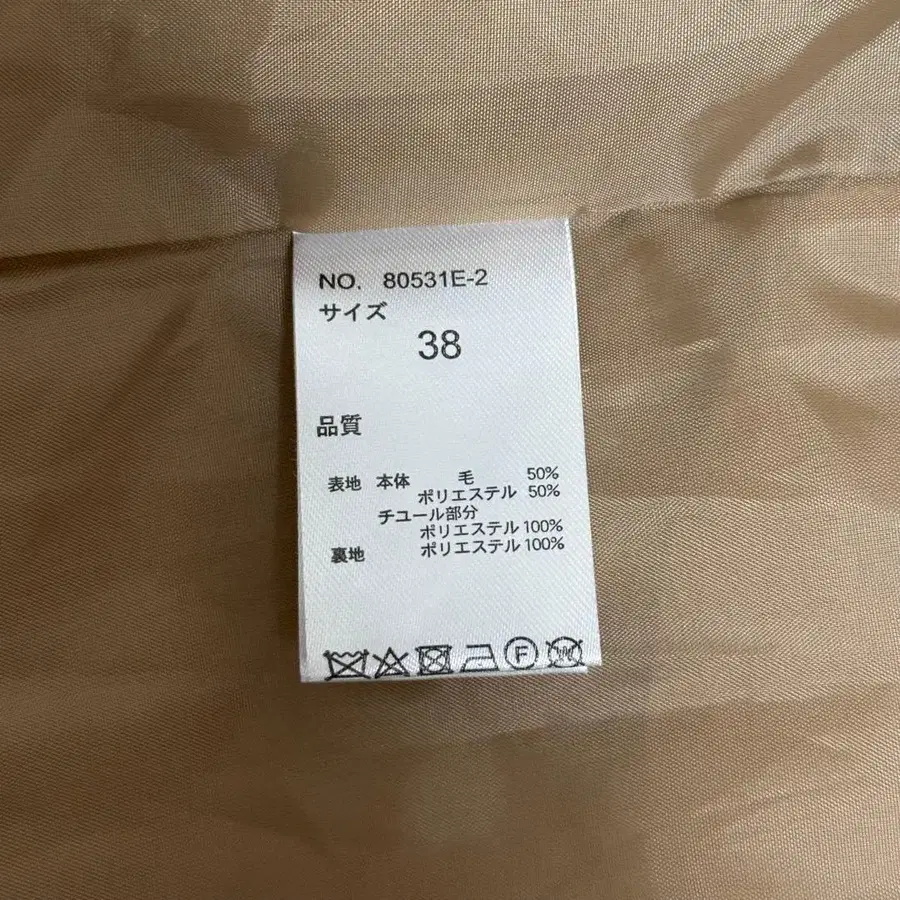 NO. 80531E-2
サイズ
38
品質
表地 本体 毛 50%
ポリエステル 50%
チュール部分
ポリエステル 100%
裏地 ポリエステル 100%
F
W